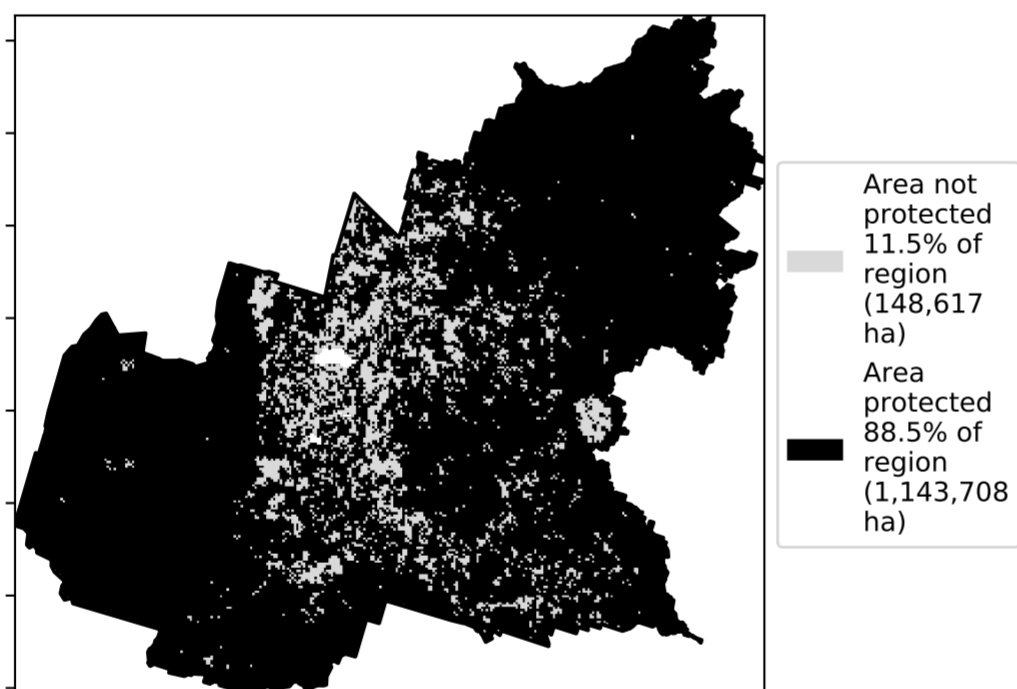 Area not
protected
11.5% of
region
(148,617
ha)
Area
protected
88.5% of
region
(1,143,708
ha)